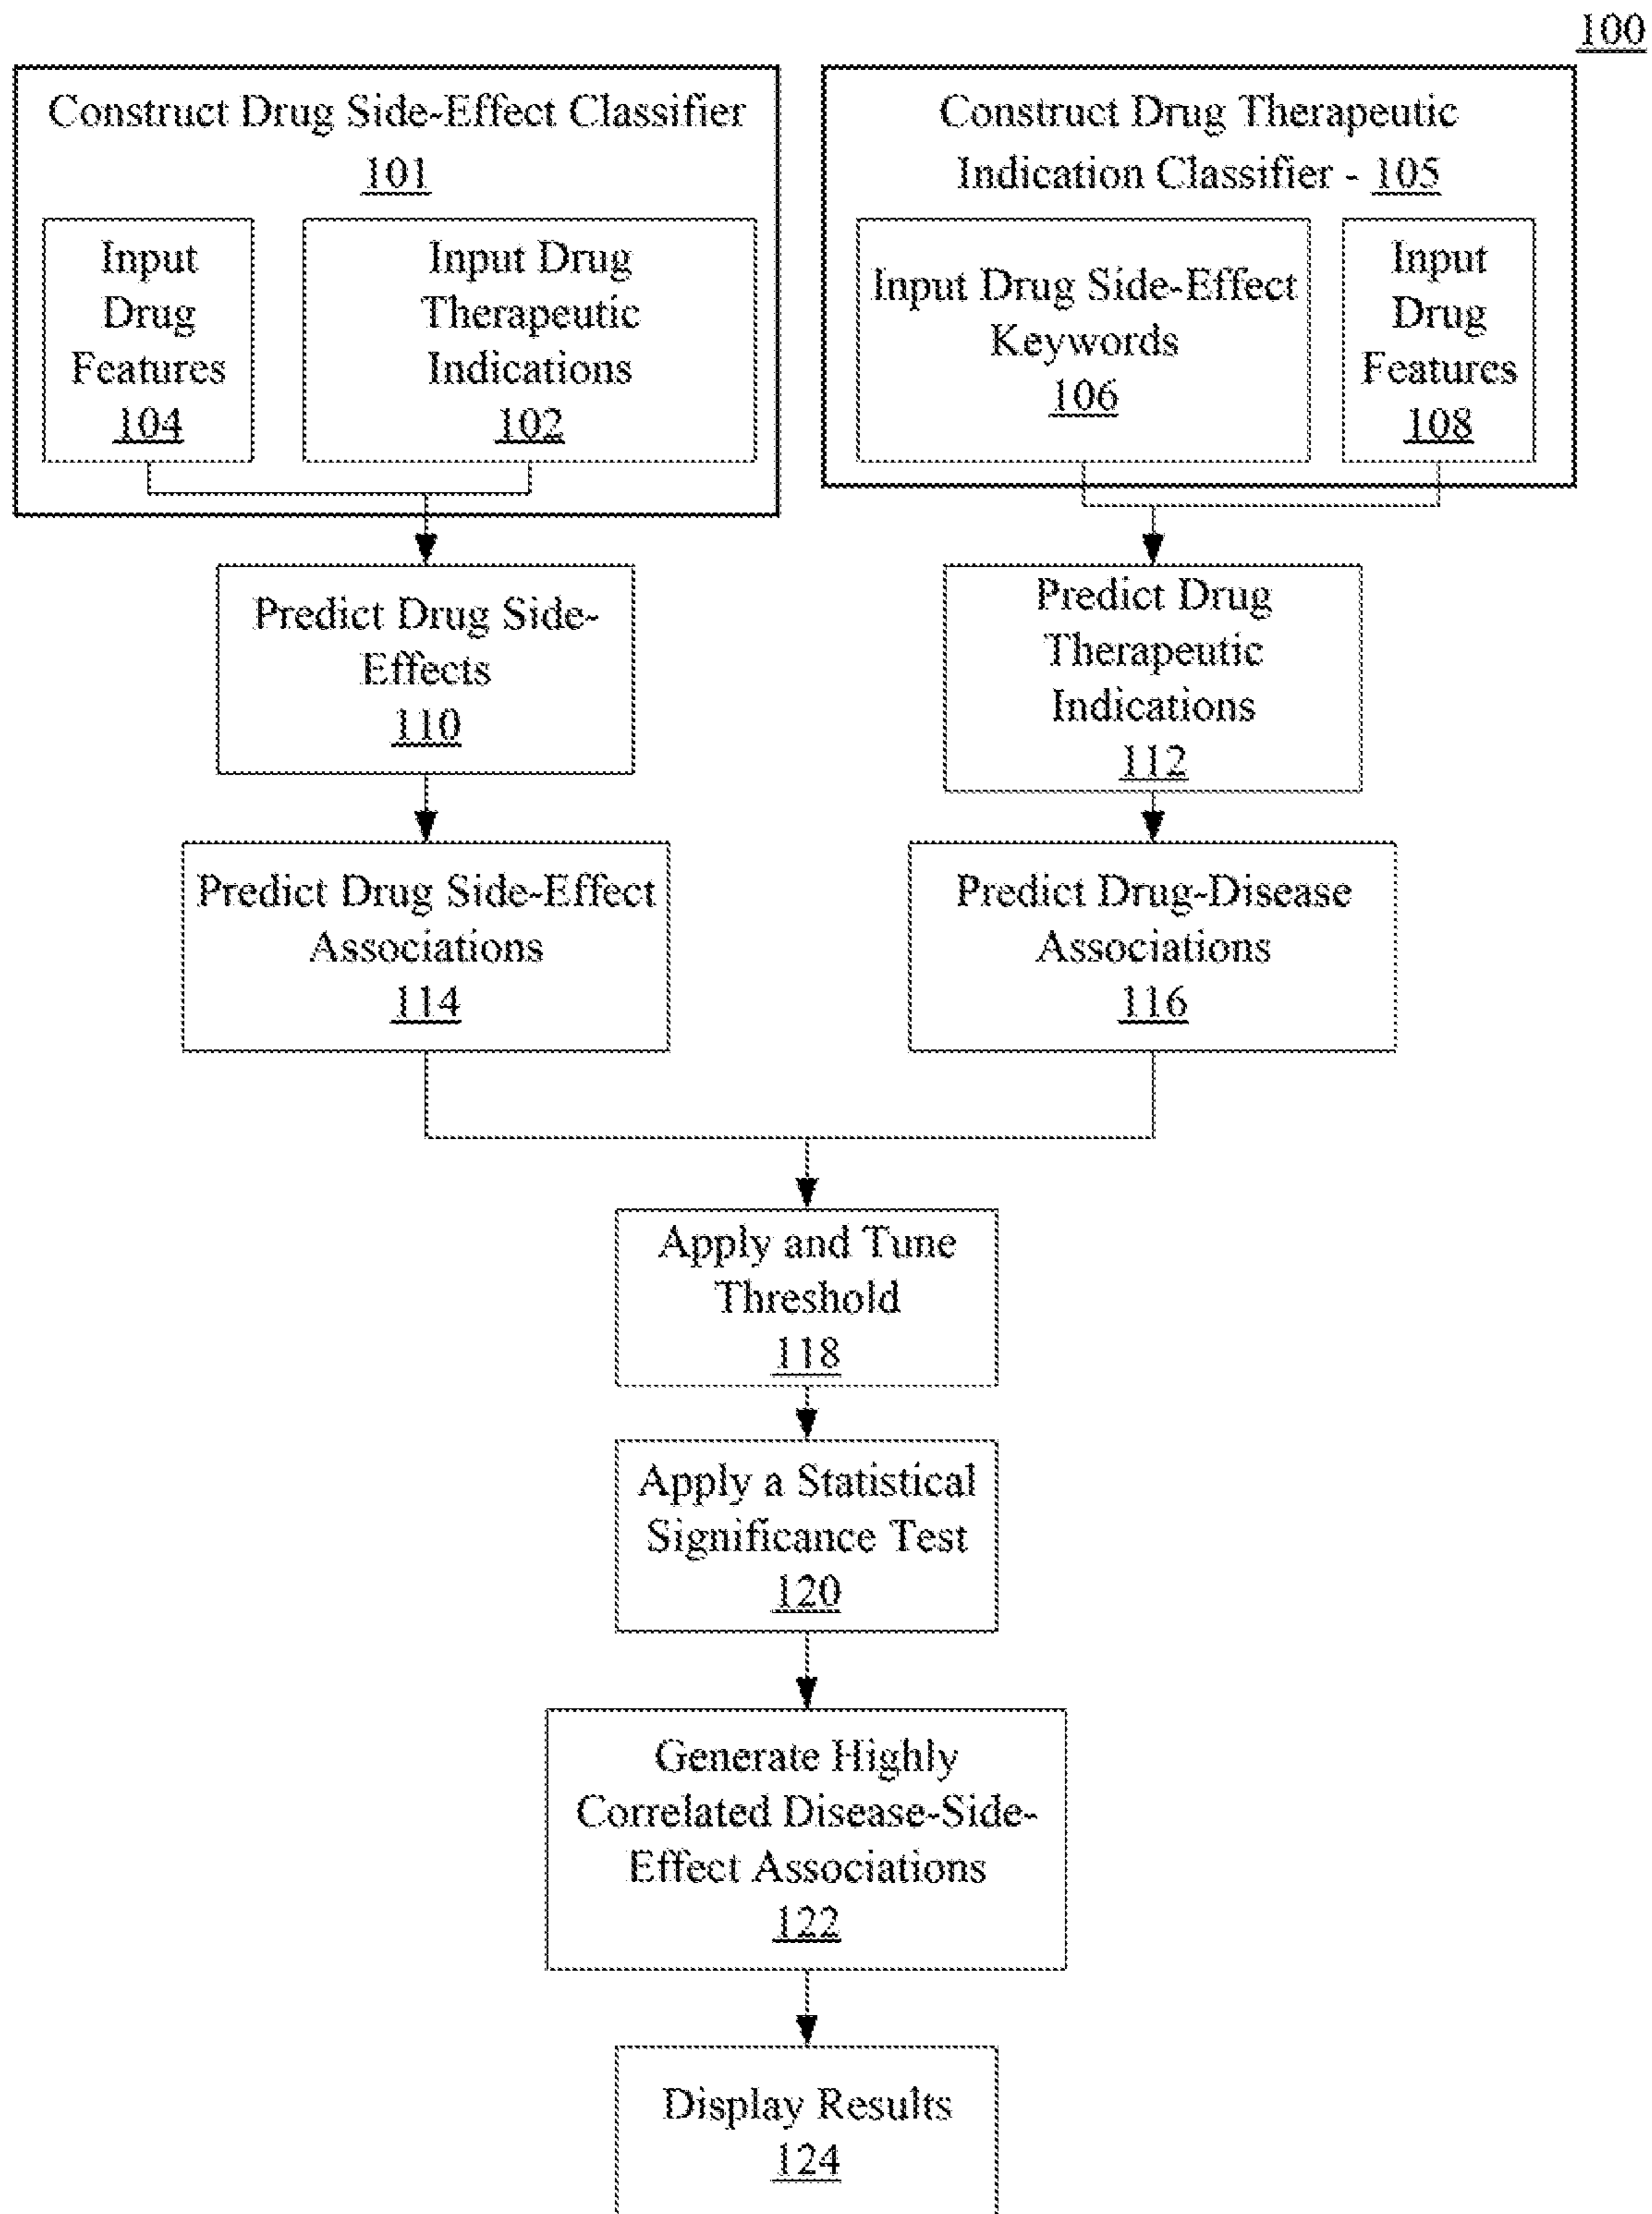 100
Construct Drug Side-Effect Classifier
101
Input
Drug
Features
104
Input Drug
Therapeutic
Indications
102
Construct Drug Therapeutic
Indication Classifier - 105
Input Drug Side-Effect
Keywords
106
Input
Drug
Features
108
Predict Drug Side-
Effects
110
Predict Drug
Therapeutic
Indications
112
Predict Drug Side-Effect
Associations
114
Predict Drug-Disease
Associations
116
Apply and Tune
Threshold
118
Apply a Statistical
Significance Test
120
Generate Highly
Correlated Disease-Side-
Effect Associations
122
Display Results
124